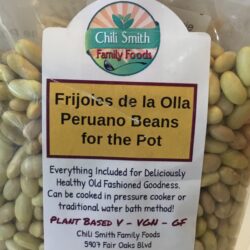 Chili Smith
Family Foods
Frijoles de la Olla
Peruano Beans
for the Pot
Everything Included for Deliciously
Healthy Old Fashioned Goodness.
Can be cooked in pressure cooker or
traditional water bath method!
PLANT BASED V - VGN - GF
Chili Smith Family Foods
5907 Fair Oaks Blvd